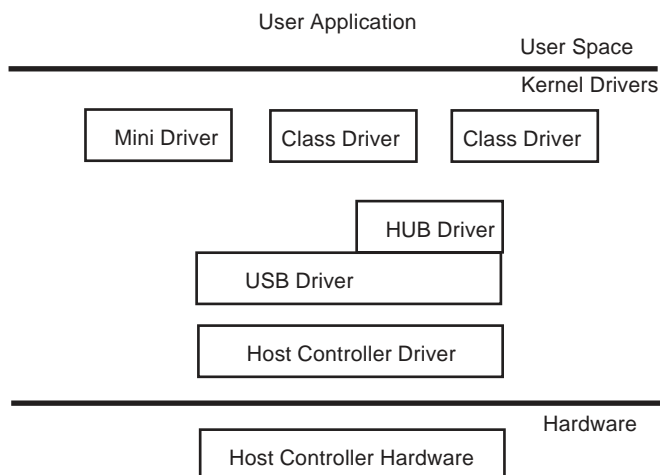 User Application
User Space
Kernel Drivers
Mini Driver
Class Driver
Class Driver
HUB Driver
USB Driver
Host Controller Driver
Hardware
Host Controller Hardware